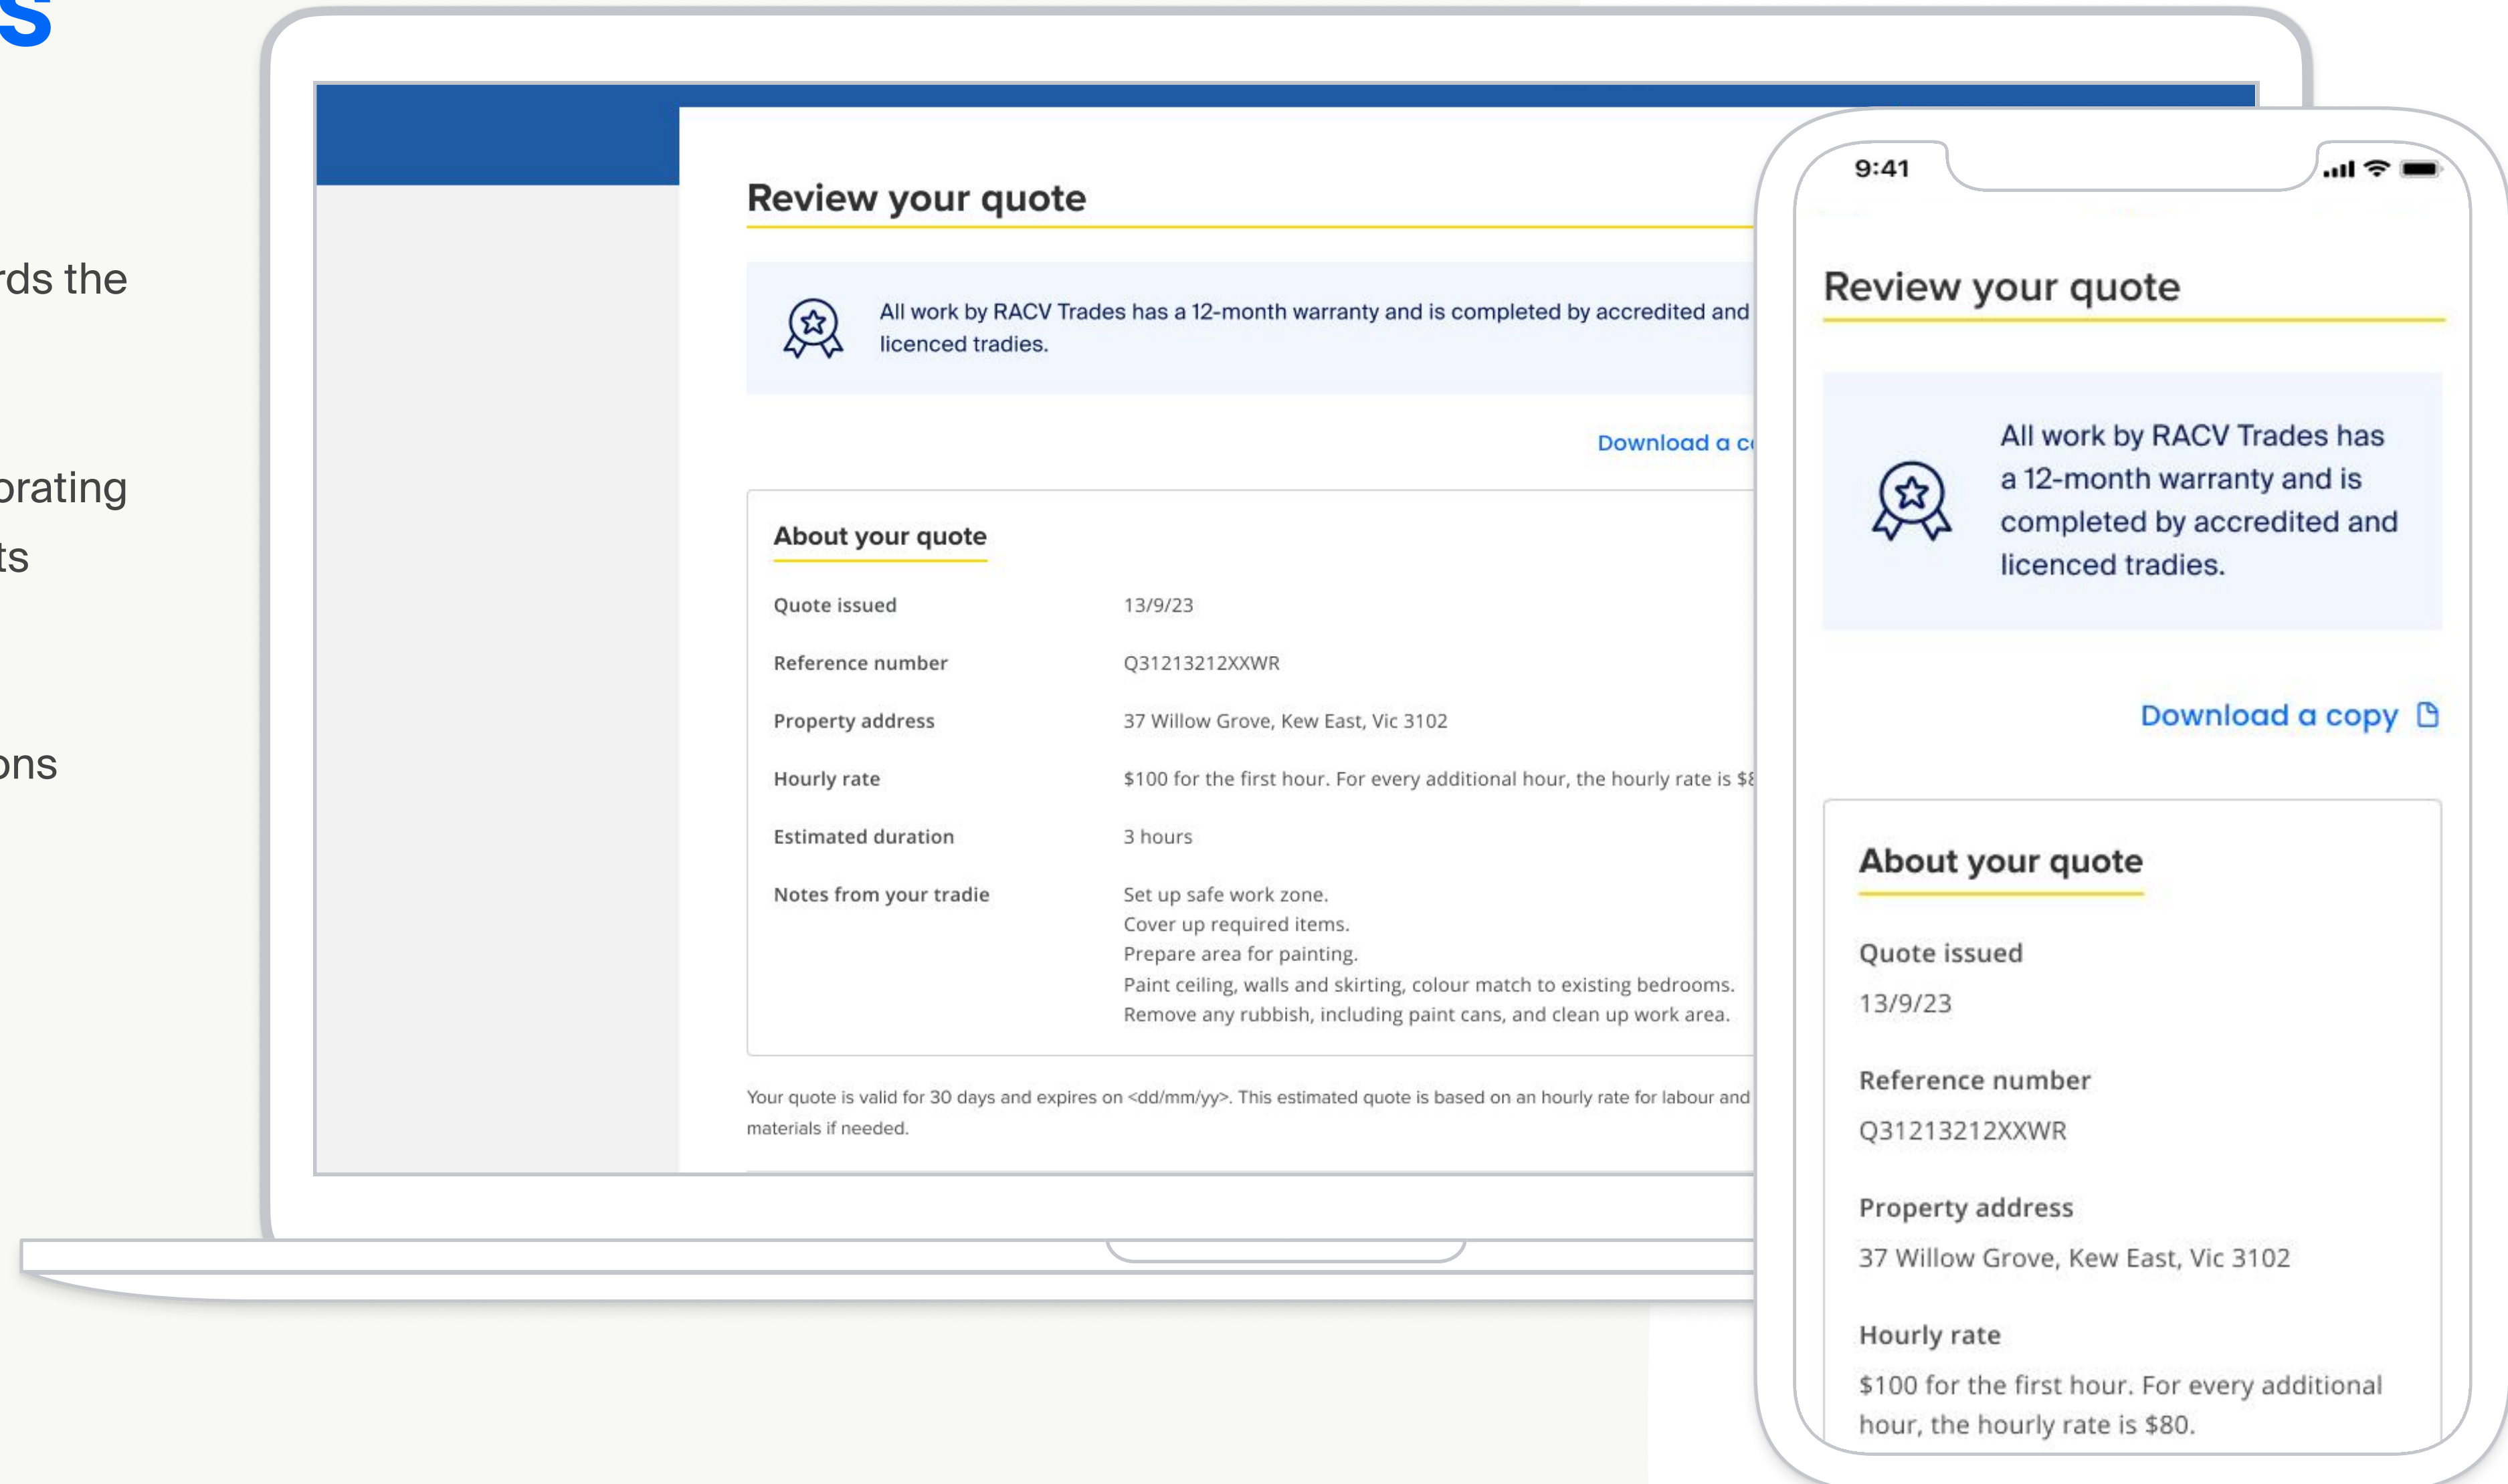 s
rds the
orating
ts
ons
Review your quote
All work by RACV Trades has a 12-month warranty and is completed by accredited and
licenced tradies.
Download a
About your quote
Quote issued 13/9/23
Reference number Q31213212XXWR
Property address 37 Willow Grove, Kew East, Vic 3102
Hourly rate $100 for the first hour. For every additional hour, the hourly rate is
Estimated duration 3 hours
Notes from your tradie Set up safe work zone.
Cover up required items.
Prepare area for painting.
Paint ceiling, walls and skirting, colour match to existing bedrooms.
Remove any rubbish, including paint cans, and clean up work area.
Your quote is valid for 30 days and expires on <dd/mm/yy>. This estimated quote is based on an hourly rate for labour and
materials if needed.
9:41
Review your quote
All work by RACV Trades has
a 12-month warranty and is
completed by accredited and
licenced tradies.
Download a copy
About your quote
Quote issued
13/9/23
Reference number
Q31213212XXWR
Property address
37 Willow Grove, Kew East, Vic 3102
Hourly rate
$100 for the first hour. For every additional
hour, the hourly rate is $80.